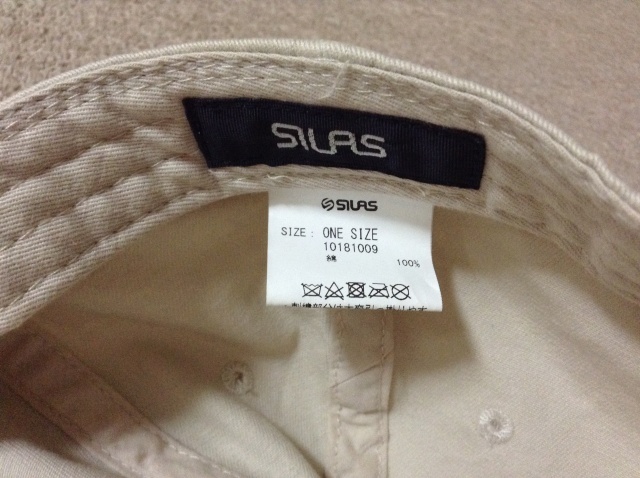 SILAS
SILAS
SIZE: ONE SIZE
10181009
綿 100%